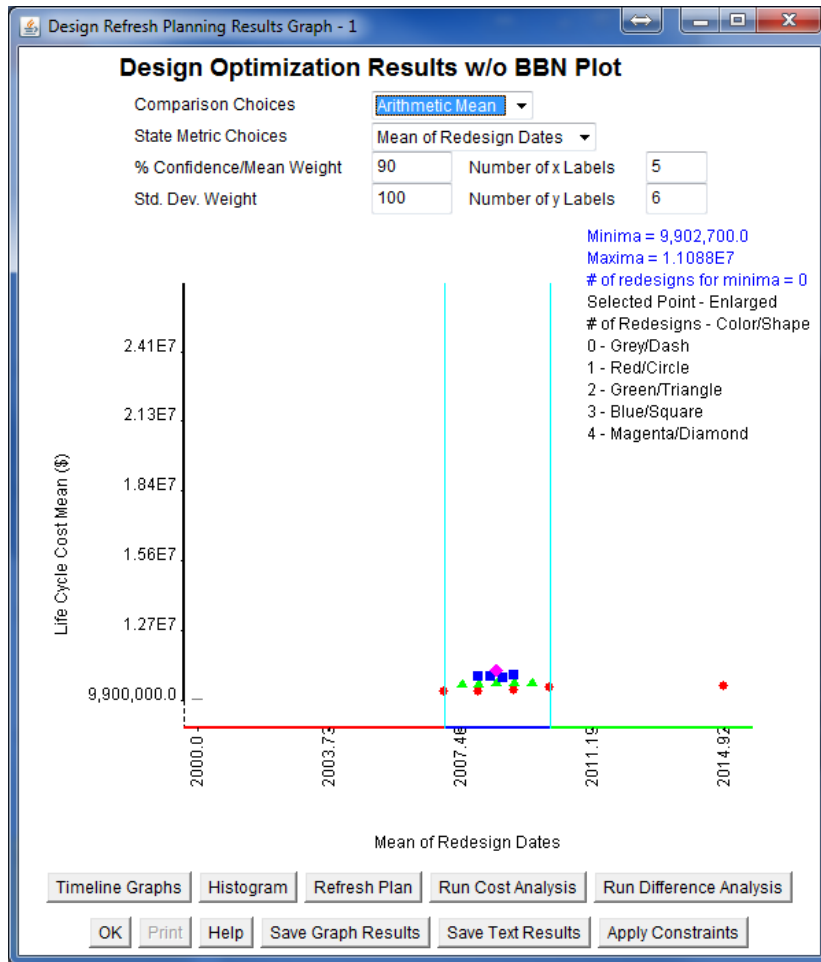 Design Refresh Planning Results Graph - 1
Design Optimization Results w/o BBN Plot
Comparison Choices Arithmetic Mean
State Metric Choices Mean of Redesign Dates
% Confidence/Mean Weight 90 Number of x Labels 5
Std. Dev. Weight 100 Number of y Labels 6
Minima = 9,902,700.0
Maxima = 1.1088E7
# of redesigns for minima = 0
Selected Point - Enlarged
# of Redesigns - Color/Shape
0 - Grey/Dash
1 - Red/Circle
2 - Green/Triangle
3 - Blue/Square
4 - Magenta/Diamond
Life Cycle Cost Mean ($)
2.41E7
2.13E7
1.84E7
1.56E7
1.27E7
9,900,000.0
2000.0 2003.73 2007.46 2011.19 2014.92
Mean of Redesign Dates
Timeline Graphs Histogram Refresh Plan Run Cost Analysis Run Difference Analysis
OK Print Help Save Graph Results Save Text Results Apply Constraints